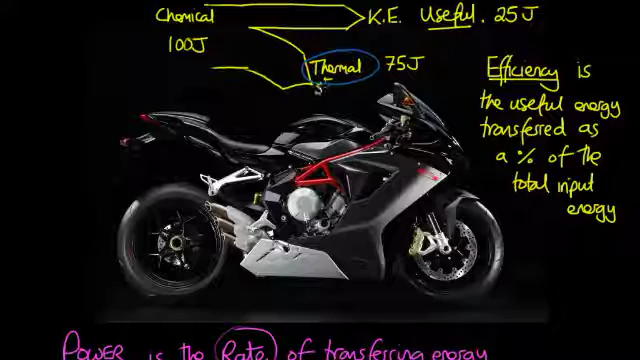 Chemical
100J
K.E. Useful. 25J
Thermal 75J
Efficiency is
the useful energy
transferred as
a % of the
total input
energy
POWER is the Rate of transferring energy